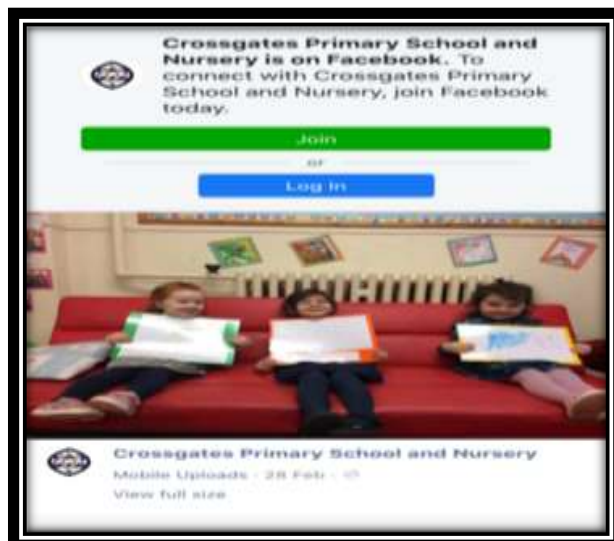 Crossgates Primary School and
Nursery is on Facebook. To
connect with Crossgates Primary
School and Nursery, join Facebook
today.
Join
or
Log In
Crossgates Primary School and Nursery
Mobile Uploads · 28 Feb ·
View full size